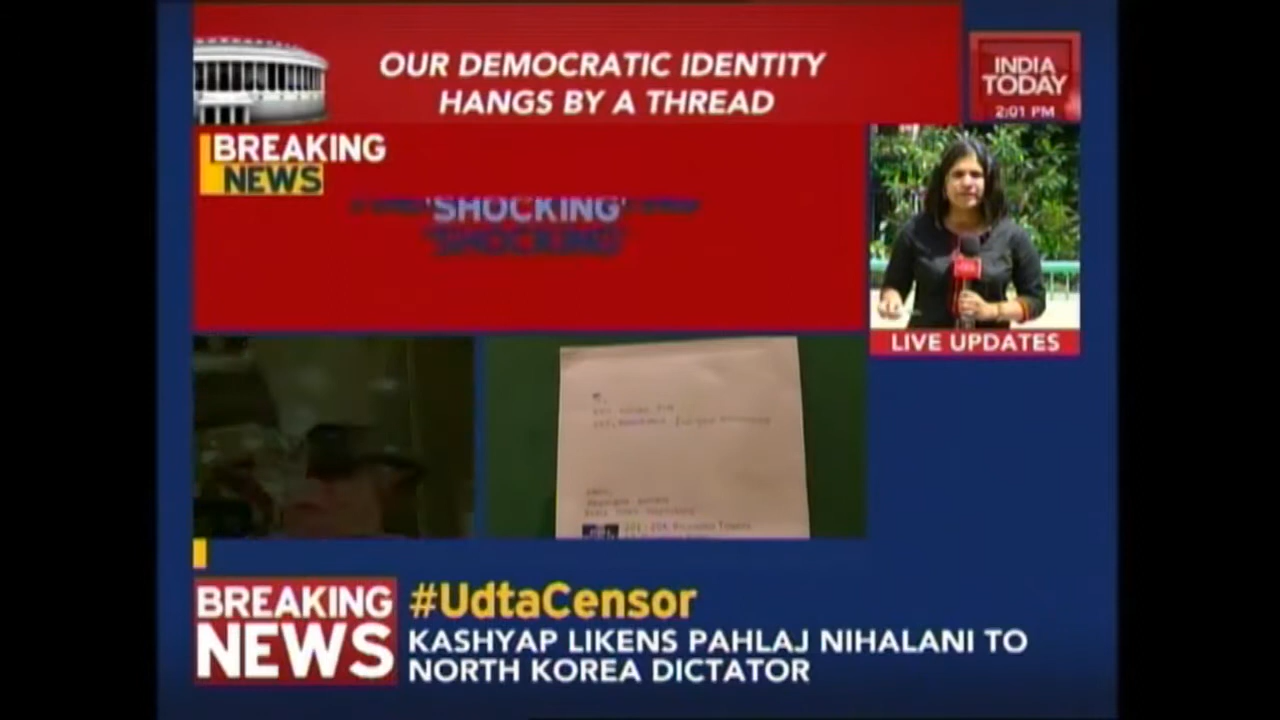 OUR DEMOCRATIC IDENTITY
HANGS BY A THREAD
INDIA
TODAY
2:01 PM
BREAKING
NEWS
'SHOCKING'
'SHOCKING'
LIVE UPDATES
BREAKING
NEWS
#UdtaCensor
KASHYAP LIKENS PAHLAJ NIHALANI TO
NORTH KOREA DICTATOR